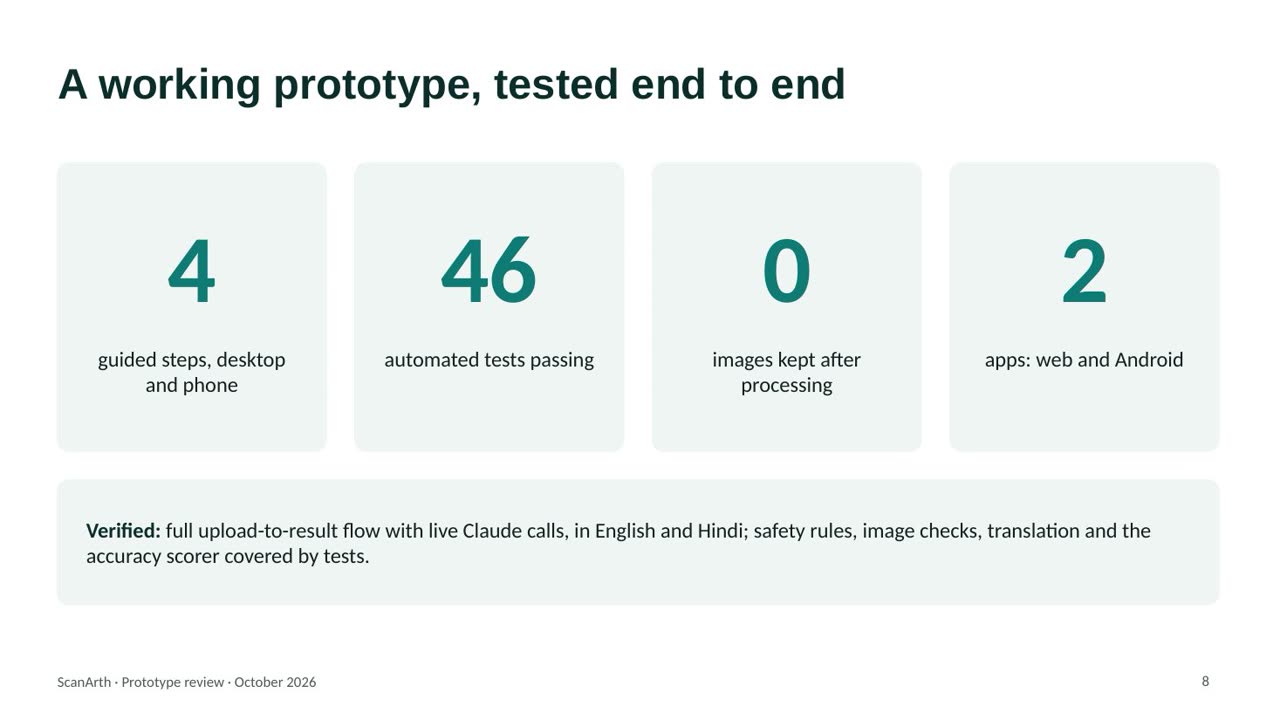 A working prototype, tested end to end
4
guided steps, desktop
and phone
46
automated tests passing
0
images kept after
processing
2
apps: web and Android
Verified: full upload-to-result flow with live Claude calls, in English and Hindi; safety rules, image checks, translation and the
accuracy scorer covered by tests.
ScanArth · Prototype review · October 2026
8